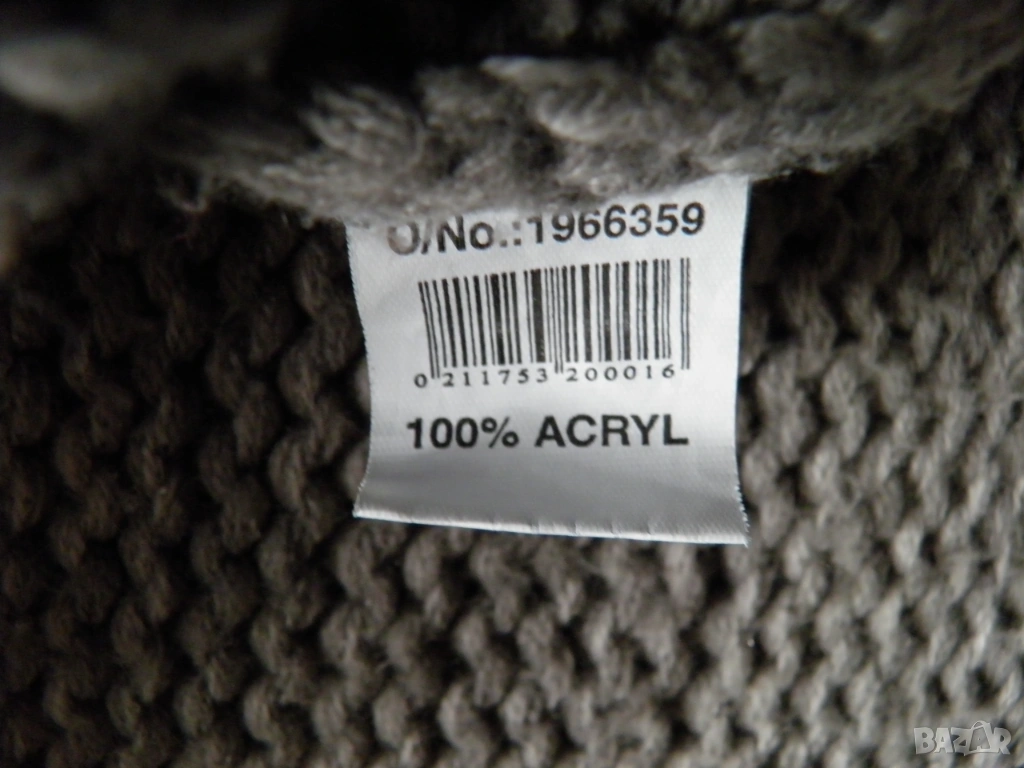 O/No.:1966359
0 211753 200016
100% ACRYL
BAZAR